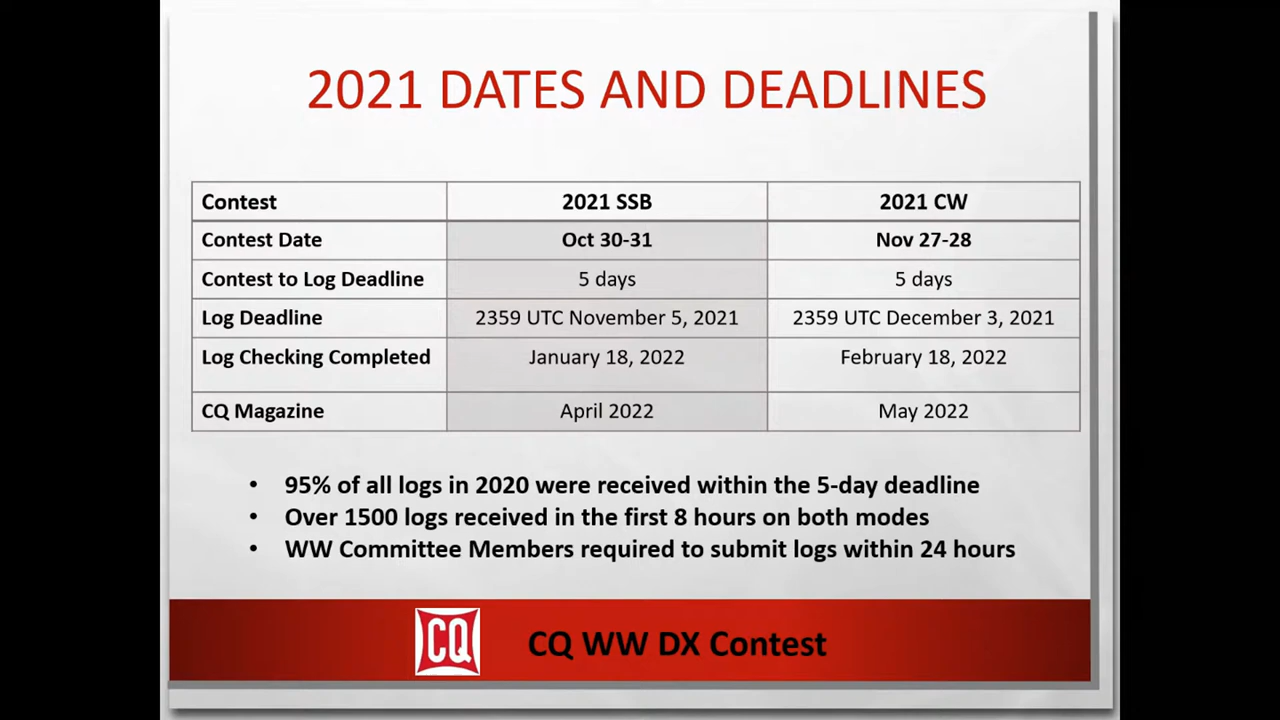 2021 DATES AND DEADLINES
Contest 2021 SSB 2021 CW
Contest Date Oct 30-31 Nov 27-28
Contest to Log Deadline 5 days 5 days
Log Deadline 2359 UTC November 5, 2021 2359 UTC December 3, 2021
Log Checking Completed January 18, 2022 February 18, 2022
CQ Magazine April 2022 May 2022
• 95% of all logs in 2020 were received within the 5-day deadline
• Over 1500 logs received in the first 8 hours on both modes
• WW Committee Members required to submit logs within 24 hours
CQ CQ WW DX Contest